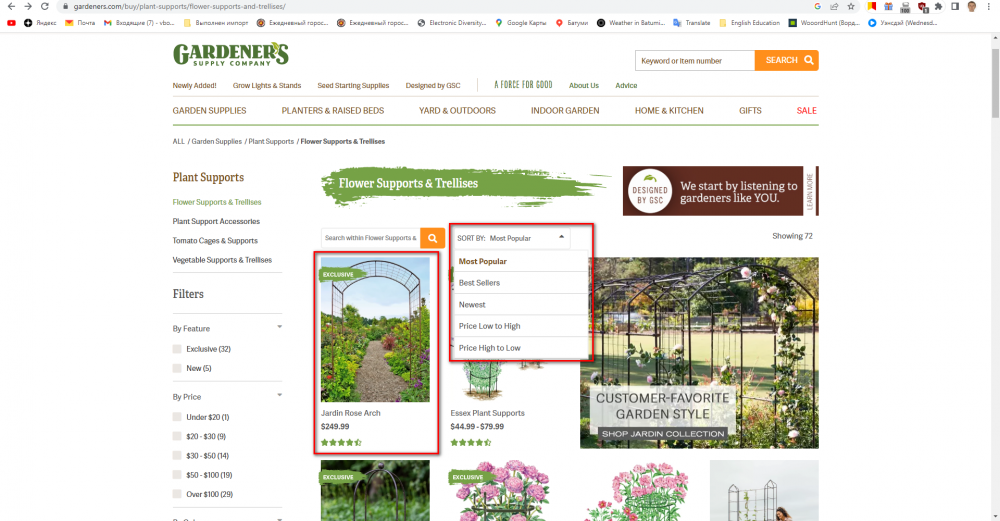 gardeners.com/buy/plant-supports/flower-supports-and-trellises/
Яндекс Почта Входящие (7) - vbo... Выполнен импорт Ежедневный горос... Ежедневный горос... Electronic Diversity... Google Карты Батуми Weather in Batumi... Translate English Education WooordHunt (Ворд... Уэнсдэй (Wednesd...
GARDENER'S
SUPPLY COMPANY
Keyword or item number SEARCH
Newly Added! Grow Lights & Stands Seed Starting Supplies Designed by GSC A FORCE FOR GOOD About Us Advice
GARDEN SUPPLIES PLANTERS & RAISED BEDS YARD & OUTDOORS INDOOR GARDEN HOME & KITCHEN GIFTS SALE
ALL / Garden Supplies / Plant Supports / Flower Supports & Trellises
Plant Supports
Flower Supports & Trellises
Plant Support Accessories
Tomato Cages & Supports
Vegetable Supports & Trellises
Filters
By Feature
Exclusive (32)
New (5)
By Price
Under $20 (1)
$20 - $30 (9)
$30 - $50 (14)
$50 - $100 (19)
Over $100 (29)
Flower Supports & Trellises
DESIGNED
BY GSC
We start by listening to
gardeners like YOU.
LEARN MORE
Search within Flower Supports &
SORT BY: Most Popular
Showing 72
Most Popular
Best Sellers
Newest
Price Low to High
Price High to Low
EXCLUSIVE
Jardin Rose Arch
$249.99
Essex Plant Supports
$44.99 - $79.99
CUSTOMER-FAVORITE
GARDEN STYLE
SHOP JARDIN COLLECTION
EXCLUSIVE
EXCLUSIVE